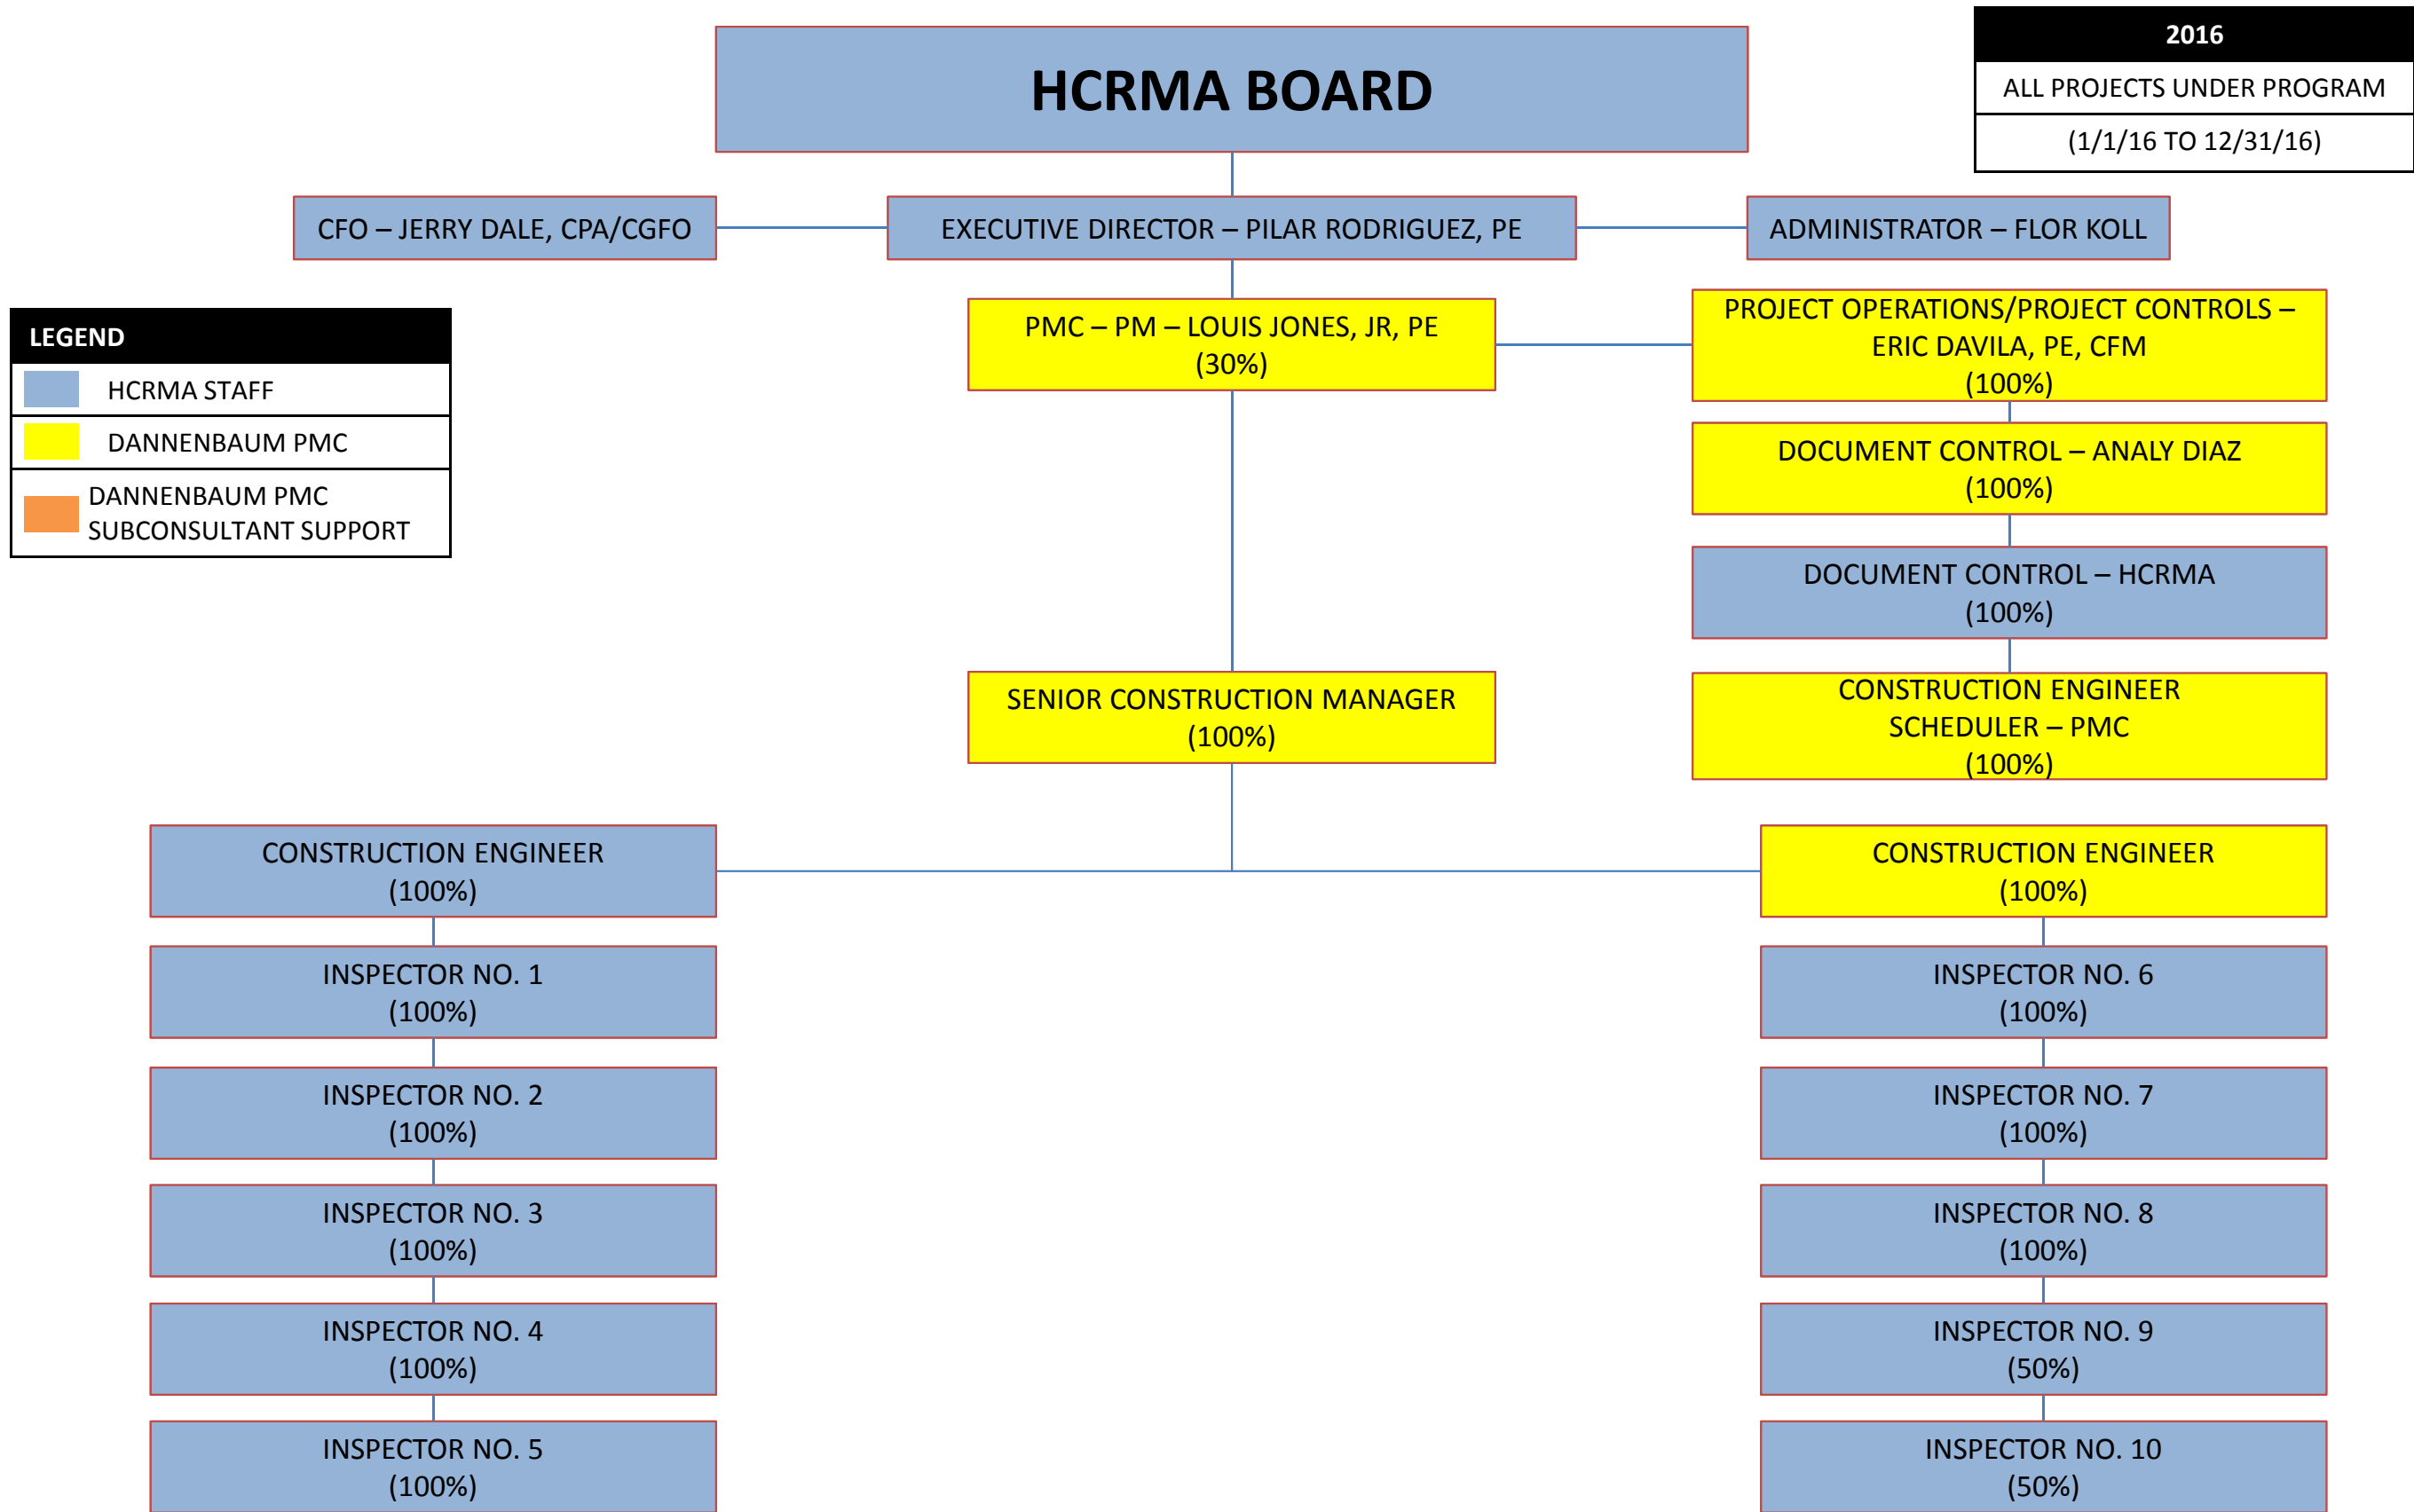 HCRMA BOARD
2016
ALL PROJECTS UNDER PROGRAM
(1/1/16 TO 12/31/16)
CFO – JERRY DALE, CPA/CGFO
EXECUTIVE DIRECTOR – PILAR RODRIGUEZ, PE
ADMINISTRATOR – FLOR KOLL
LEGEND
HCRMA STAFF
DANNENBAUM PMC
DANNENBAUM PMC
SUBCONSULTANT SUPPORT
PMC – PM – LOUIS JONES, JR, PE
(30%)
PROJECT OPERATIONS/PROJECT CONTROLS –
ERIC DAVILA, PE, CFM
(100%)
DOCUMENT CONTROL – ANALY DIAZ
(100%)
DOCUMENT CONTROL – HCRMA
(100%)
SENIOR CONSTRUCTION MANAGER
(100%)
CONSTRUCTION ENGINEER
SCHEDULER – PMC
(100%)
CONSTRUCTION ENGINEER
(100%)
INSPECTOR NO. 1
(100%)
INSPECTOR NO. 2
(100%)
INSPECTOR NO. 3
(100%)
INSPECTOR NO. 4
(100%)
INSPECTOR NO. 5
(100%)
CONSTRUCTION ENGINEER
(100%)
INSPECTOR NO. 6
(100%)
INSPECTOR NO. 7
(100%)
INSPECTOR NO. 8
(100%)
INSPECTOR NO. 9
(50%)
INSPECTOR NO. 10
(50%)